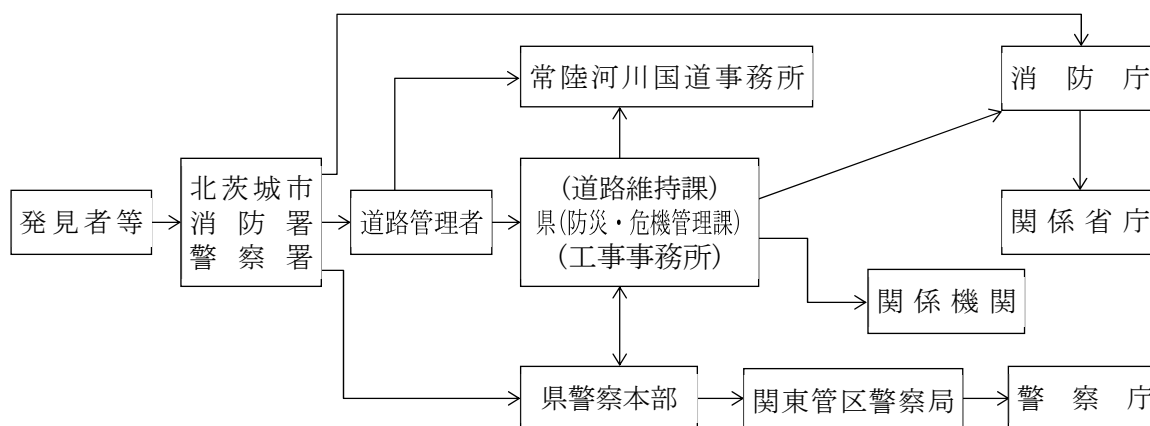 常陸河川国道事務所
消防庁
発見者等
北茨城市
消防署
警察署
道路管理者
(道路維持課)
県(防災・危機管理課)
(工事事務所)
関係省庁
関係機関
県警察本部
関東管区警察局
警察庁